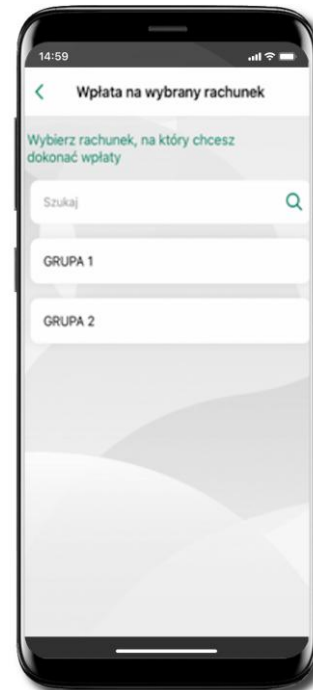 14:59
Wpłata na wybrany rachunek
Wybierz rachunek, na który chcesz
dokonać wpłaty
Szukaj
GRUPA 1
GRUPA 2